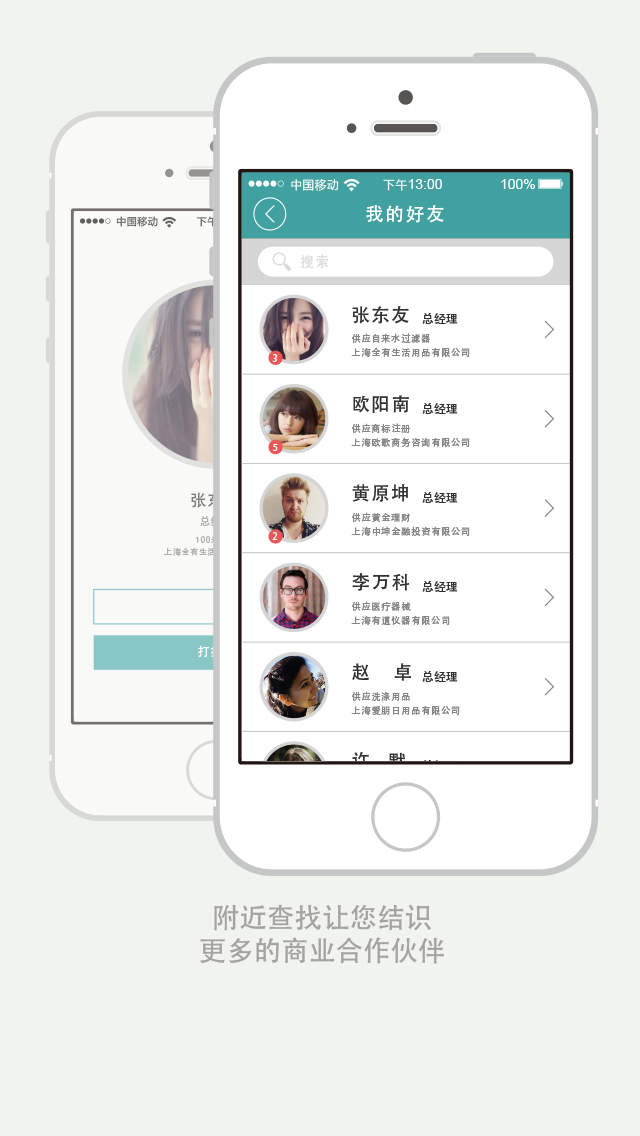 中国移动
下午13:00
100%
我的好友
搜索
张东友 总经理
供应自来水过滤器
上海全有生活用品有限公司
3
欧阳南 总经理
供应商标注册
上海欧歌商务咨询有限公司
5
黄原坤 总经理
供应黄金理财
上海中坤金融投资有限公司
2
李万科 总经理
供应医疗器械
上海有道仪器有限公司
赵 卓 总经理
供应洗涤用品
上海爱朋日用品有限公司
许 默
中国移动
下
张
总
100
上海全有生活
打
附近查找让您结识
更多的商业合作伙伴